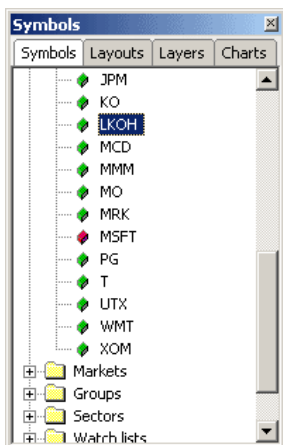 Symbols
Symbols Layouts Layers Charts
JPM
KO
LKOH
MCD
MMM
MO
MRK
MSFT
PG
T
UTX
WMT
XOM
Markets
Groups
Sectors
Watch lists